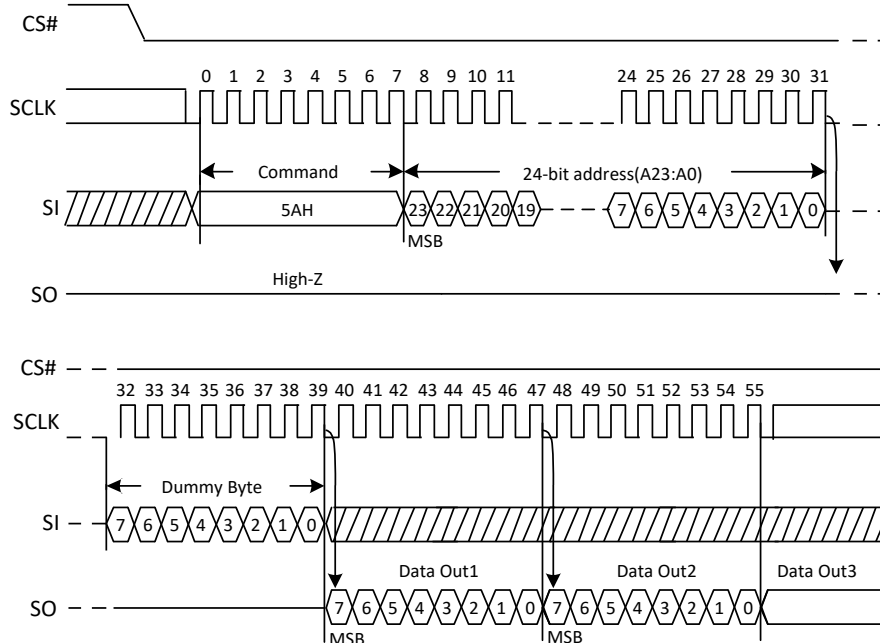 CS#
0 1 2 3 4 5 6 7 8 9 10 11 24 25 26 27 28 29 30 31
SCLK
Command 24-bit address(A23:A0)
SI 5AH 23 22 21 20 19 7 6 5 4 3 2 1 0
MSB
High-Z
SO
CS#
32 33 34 35 36 37 38 39 40 41 42 43 44 45 46 47 48 49 50 51 52 53 54 55
SCLK
Dummy Byte
SI 7 6 5 4 3 2 1 0
Data Out1 Data Out2 Data Out3
SO 7 6 5 4 3 2 1 0 7 6 5 4 3 2 1 0
MSB MSB